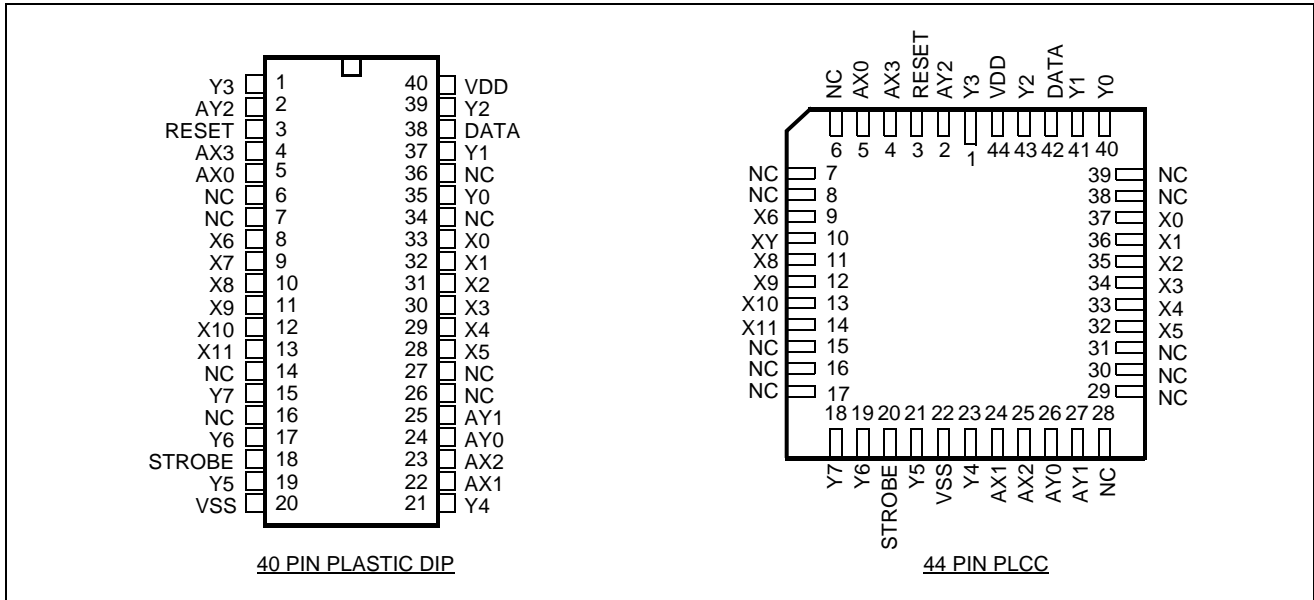 Y3 1 40 VDD
AY2 2 39 Y2
RESET 3 38 DATA
AX3 4 37 Y1
AX0 5 36 NC
NC 6 35 Y0
NC 7 34 NC
X6 8 33 X0
X7 9 32 X1
X8 10 31 X2
X9 11 30 X3
X10 12 29 X4
X11 13 28 X5
NC 14 27 NC
Y7 15 26 NC
NC 16 25 AY1
Y6 17 24 AY0
STROBE 18 23 AX2
Y5 19 22 AX1
VSS 20 21 Y4
40 PIN PLASTIC DIP
NC AX0 AX3 RESET AY2 Y3 VDD Y2 DATA Y1 Y0
6 5 4 3 2 1 44 43 42 41 40
NC 7 39 NC
NC 8 38 NC
X6 9 37 X0
XY 10 36 X1
X8 11 35 X2
X9 12 34 X3
X10 13 33 X4
X11 14 32 X5
NC 15 31 NC
NC 16 30 NC
NC 17 29 NC
18 19 20 21 22 23 24 25 26 27 28
Y7 Y6 STROBE Y5 VSS Y4 AX1 AX2 AY0 AY1 NC
44 PIN PLCC